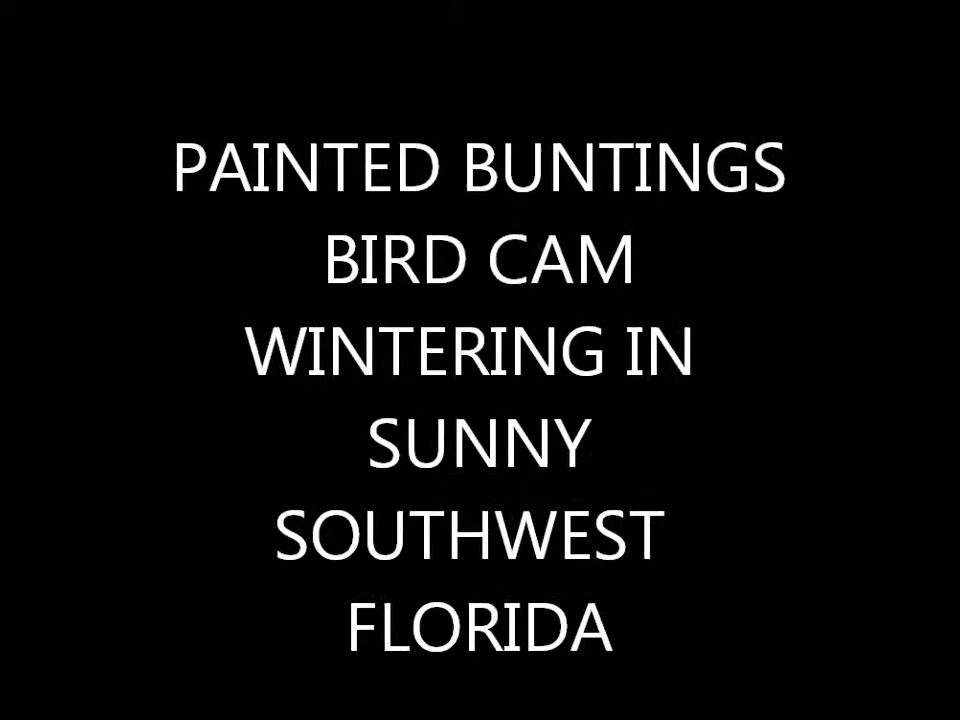 PAINTED BUNTINGS
BIRD CAM
WINTERING IN
SUNNY
SOUTHWEST
FLORIDA